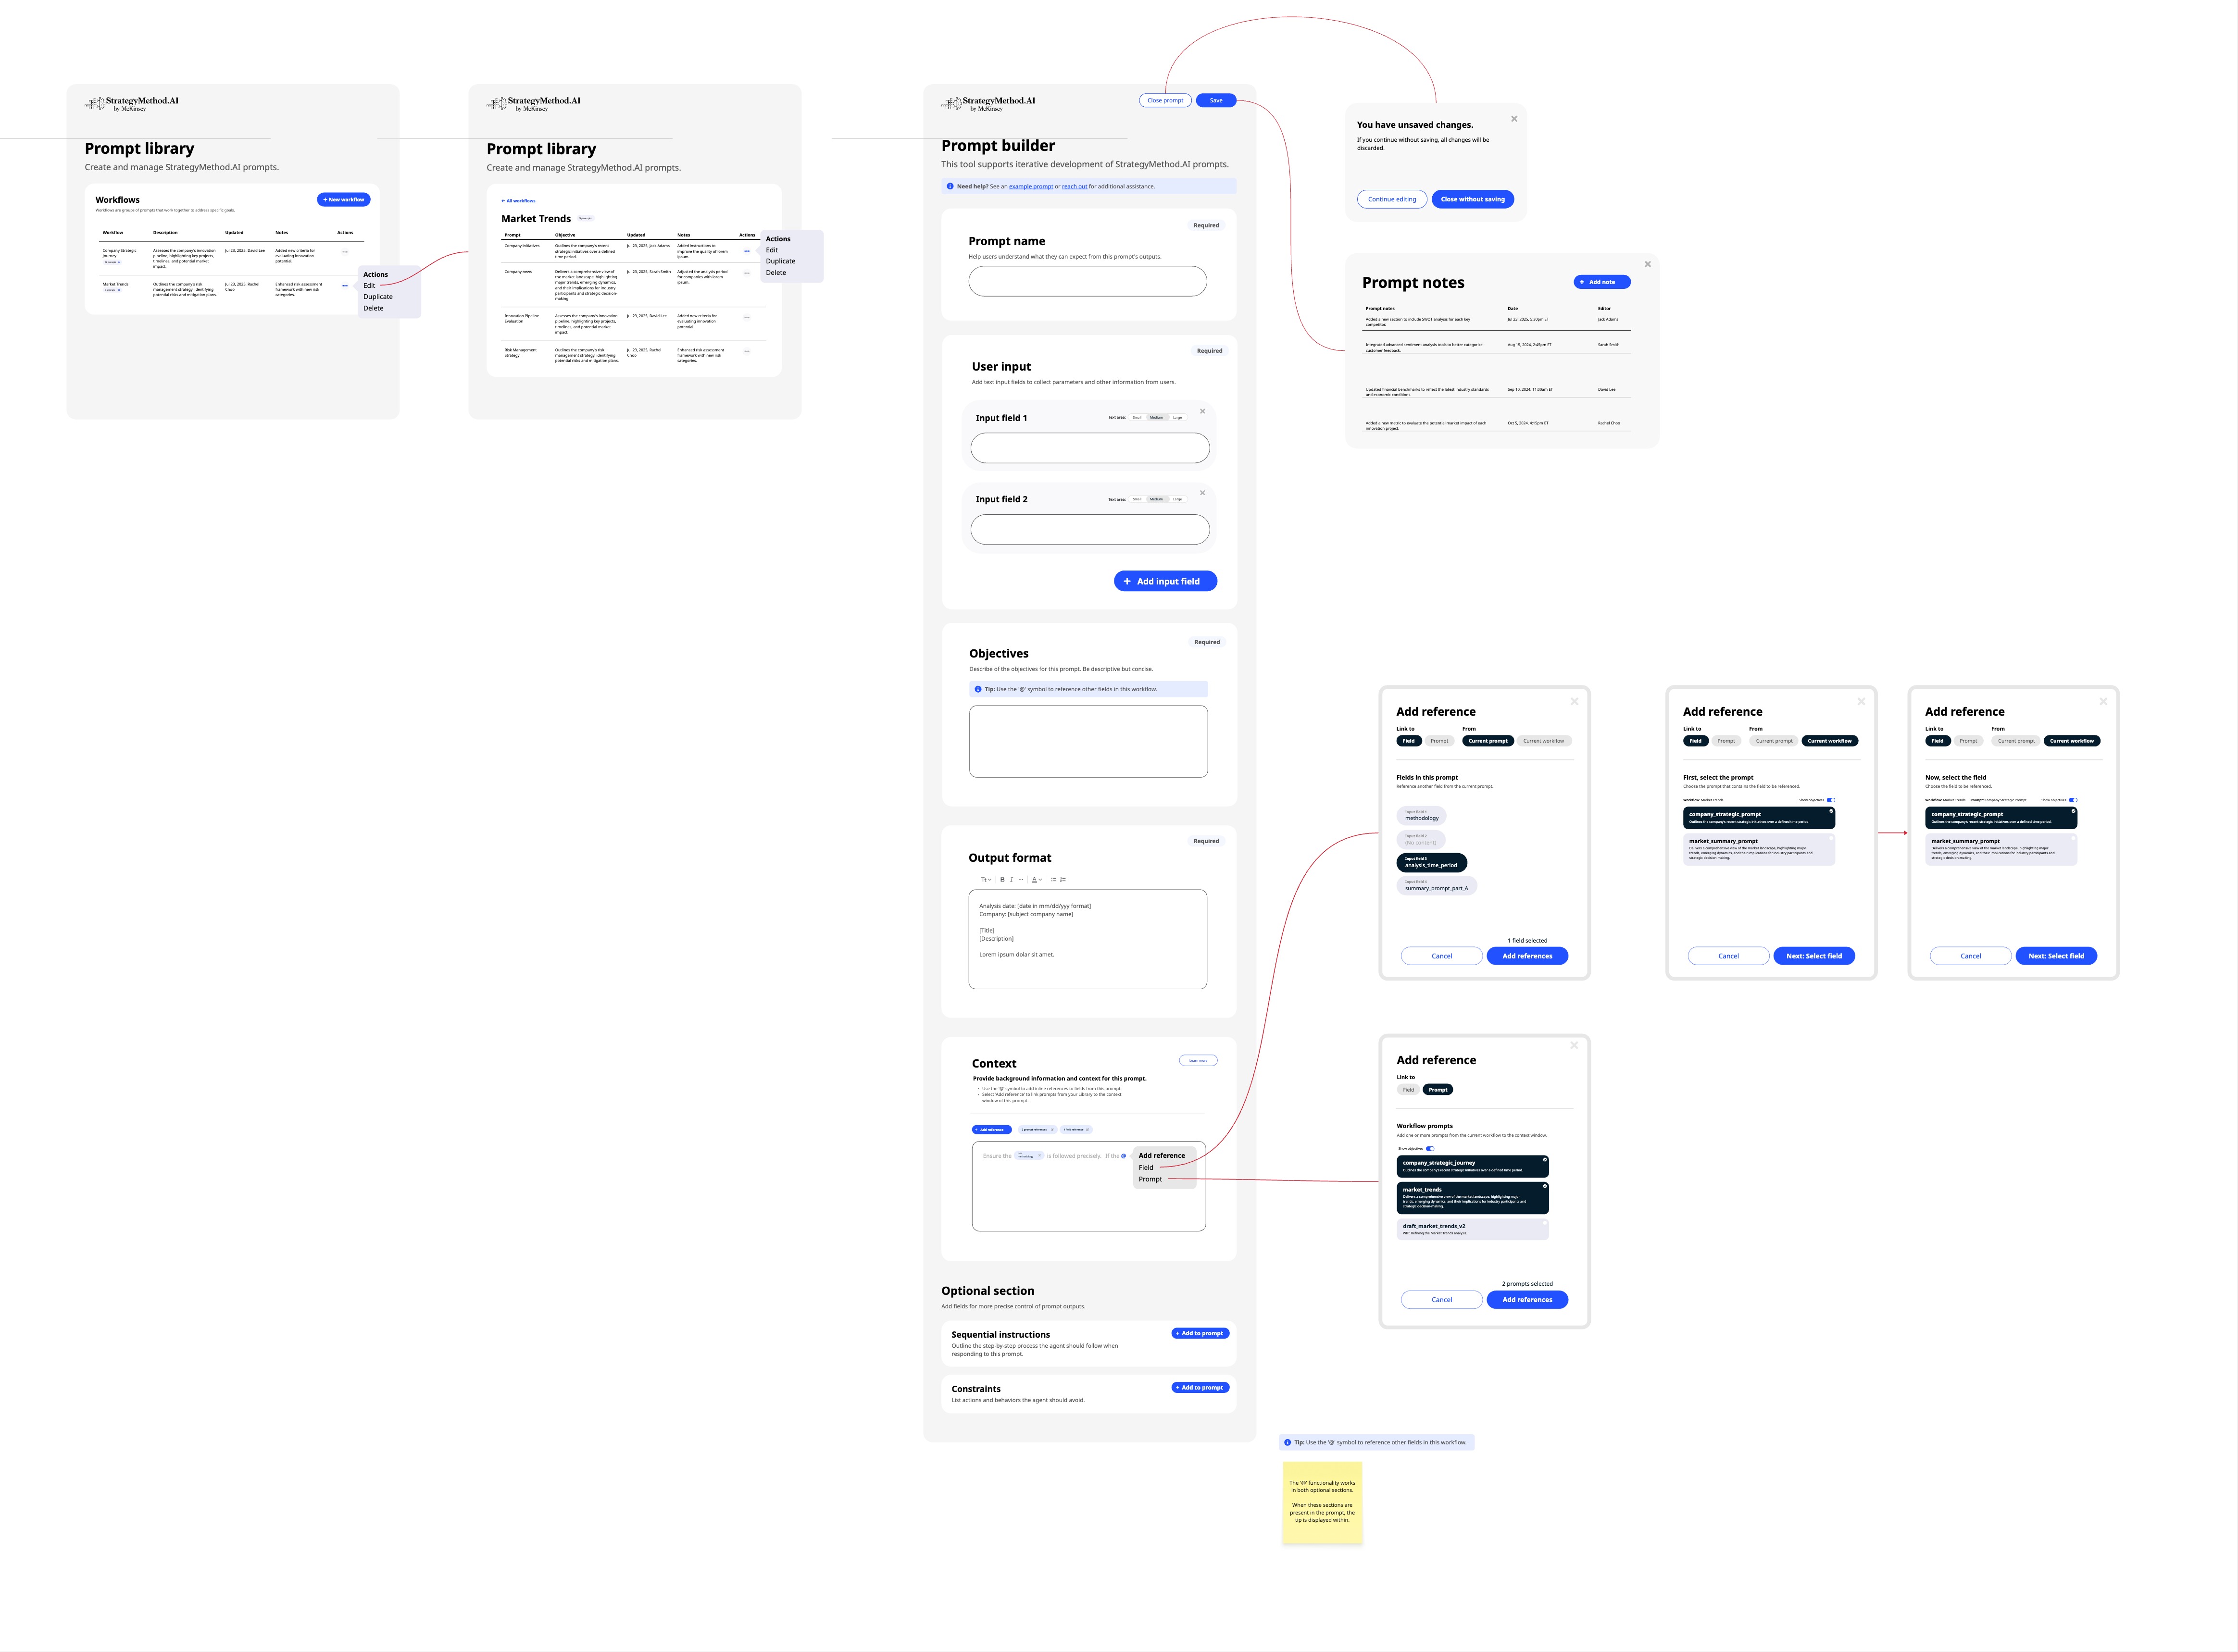 StrategyMethod.AI
by McKinsey
Prompt library
Create and manage StrategyMethod.AI prompts.
Workflows
Workflows are groups of prompts that work together to address specific goals.
+ New workflow
Workflow Description Updated Notes Actions
Company Strategic
Journey
Assesses the company's innovation
pipeline, highlighting key projects,
timelines, and potential market
impact.
Jul 23, 2025, David Lee
Added new criteria for
evaluating innovation
potential.
Market Trends
Outlines the company's risk
management strategy, identifying
potential risks and mitigation plans.
Jul 23, 2025, Rachel
Choo
Enhanced risk assessment
framework with new risk
categories.
Actions
Edit
Duplicate
Delete
StrategyMethod.AI
by McKinsey
Prompt library
Create and manage StrategyMethod.AI prompts.
← All workflows
Market Trends
Prompt Objective Updated Notes Actions
Company initiatives
Outlines the company's recent
strategic initiatives over a defined
time period.
Jul 23, 2025, Jack Adams
Added instructions to
improve the quality of lorem
ipsum.
Company news
Delivers a comprehensive view of
the market landscape, highlighting
major trends, emerging dynamics,
and their implications for industry
participants and strategic decision-
making.
Jul 23, 2025, Sarah Smith
Adjusted the analysis period
for companies with lorem
ipsum.
Innovation Pipeline
Evaluation
Assesses the company's innovation
pipeline, highlighting key projects,
timelines, and potential market
impact.
Jul 23, 2025, David Lee
Added new criteria for
evaluating innovation
potential.
Risk Management
Strategy
Outlines the company's risk
management strategy, identifying
potential risks and mitigation plans.
Jul 23, 2025, Rachel
Choo
Enhanced risk assessment
framework with new risk
categories.
Actions
Edit
Duplicate
Delete
StrategyMethod.AI
by McKinsey
Close prompt
Save
Prompt builder
This tool supports iterative development of StrategyMethod.AI prompts.
Need help? See an example prompt or reach out for additional assistance.
Required
Prompt name
Help users understand what they can expect from this prompt's outputs.
Required
User input
Add text input fields to collect parameters and other information from users.
Input field 1
Text area: Small Medium Large
Input field 2
Text area: Small Medium Large
+ Add input field
Required
Objectives
Describe of the objectives for this prompt. Be descriptive but concise.
Tip: Use the '@' symbol to reference other fields in this workflow.
Required
Output format
Analysis date: [date in mm/dd/yyy format]
Company: [subject company name]
[Title]
[Description]
Lorem ipsum dolar sit amet.
Context
Learn more
Provide background information and context for this prompt.
• Use the '@' symbol to add inline references to fields from this prompt.
• Select 'Add reference' to link prompts from your Library to the context
window of this prompt.
+ Add reference
Ensure the methodology is followed precisely. If the @
Add reference
Field
Prompt
Optional section
Add fields for more precise control of prompt outputs.
Sequential instructions
+ Add to prompt
Outline the step-by-step process the agent should follow when
responding to this prompt.
Constraints
+ Add to prompt
List actions and behaviors the agent should avoid.
You have unsaved changes.
If you continue without saving, all changes will be
discarded.
Continue editing
Close without saving
Prompt notes
+ Add note
Prompt notes Date Editor
Added a new section to include SWOT analysis for each key
competitor.
Jul 23, 2025, 3:30pm ET
Jack Adams
Integrated advanced sentiment analysis tools to better categorize
customer feedback.
Aug 15, 2024, 2:45pm ET
Sarah Smith
Updated financial benchmarks to reflect the latest industry standards
and economic conditions.
Sep 10, 2024, 11:00am ET
David Lee
Added a new metric to evaluate the potential market impact of each
innovation project.
Oct 5, 2024, 4:15pm ET
Rachel Choo
Add reference
Link to From
Field Prompt Current prompt Current workflow
Fields in this prompt
Reference another field from the current prompt.
Input field 1
methodology
Input field 2
(No content)
Input field 3
analysis_time_period
Input field 4
summary_prompt_part_A
1 field selected
Cancel
Add references
Add reference
Link to From
Field Prompt Current prompt Current workflow
First, select the prompt
Choose the prompt that contains the field to be referenced.
Workflow: Market Trends
Show objectives
company_strategic_prompt
Outlines the company's recent strategic initiatives over a defined time period.
market_summary_prompt
Delivers a comprehensive view of the market landscape, highlighting major
trends, emerging dynamics, and their implications for industry participants and
strategic decision-making.
Cancel
Next: Select field
Add reference
Link to From
Field Prompt Current prompt Current workflow
Now, select the field
Choose the field to be referenced.
Workflow: Market Trends Prompt: Company Strategic Prompt
Show objectives
company_strategic_prompt
Outlines the company's recent strategic initiatives over a defined time period.
market_summary_prompt
Delivers a comprehensive view of the market landscape, highlighting major
trends, emerging dynamics, and their implications for industry participants and
strategic decision-making.
Cancel
Next: Select field
Add reference
Link to
Field Prompt
Workflow prompts
Add one or more prompts from the current workflow to the context window.
Show objectives
company_strategic_journey
Outlines the company's recent strategic initiatives over a defined time period.
market_trends
Delivers a comprehensive view of the market landscape, highlighting major
trends, emerging dynamics, and their implications for industry participants and
strategic decision-making.
draft_market_trends_v2
WIP: Refining the Market Trends analysis.
2 prompts selected
Cancel
Add references
Tip: Use the '@' symbol to reference other fields in this workflow.
The '@' functionality works
in both optional sections.
When these sections are
present in the prompt, the
tip is displayed within.